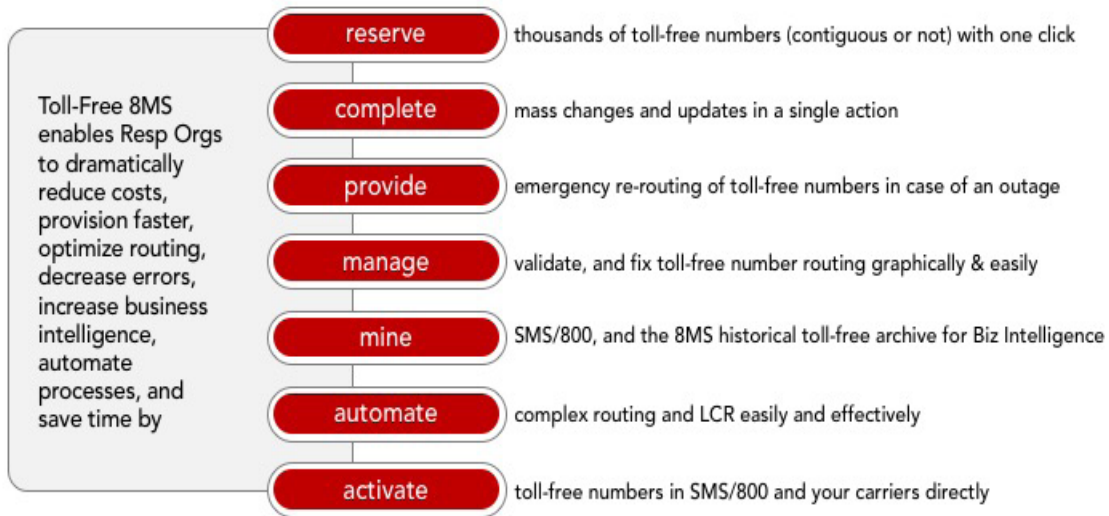 Toll-Free 8MS
enables Resp Orgs
to dramatically
reduce costs,
provision faster,
optimize routing,
decrease errors,
increase business
intelligence,
automate
processes, and
save time by
reserve thousands of toll-free numbers (contiguous or not) with one click
complete mass changes and updates in a single action
provide emergency re-routing of toll-free numbers in case of an outage
manage validate, and fix toll-free number routing graphically & easily
mine SMS/800, and the 8MS historical toll-free archive for Biz Intelligence
automate complex routing and LCR easily and effectively
activate toll-free numbers in SMS/800 and your carriers directly